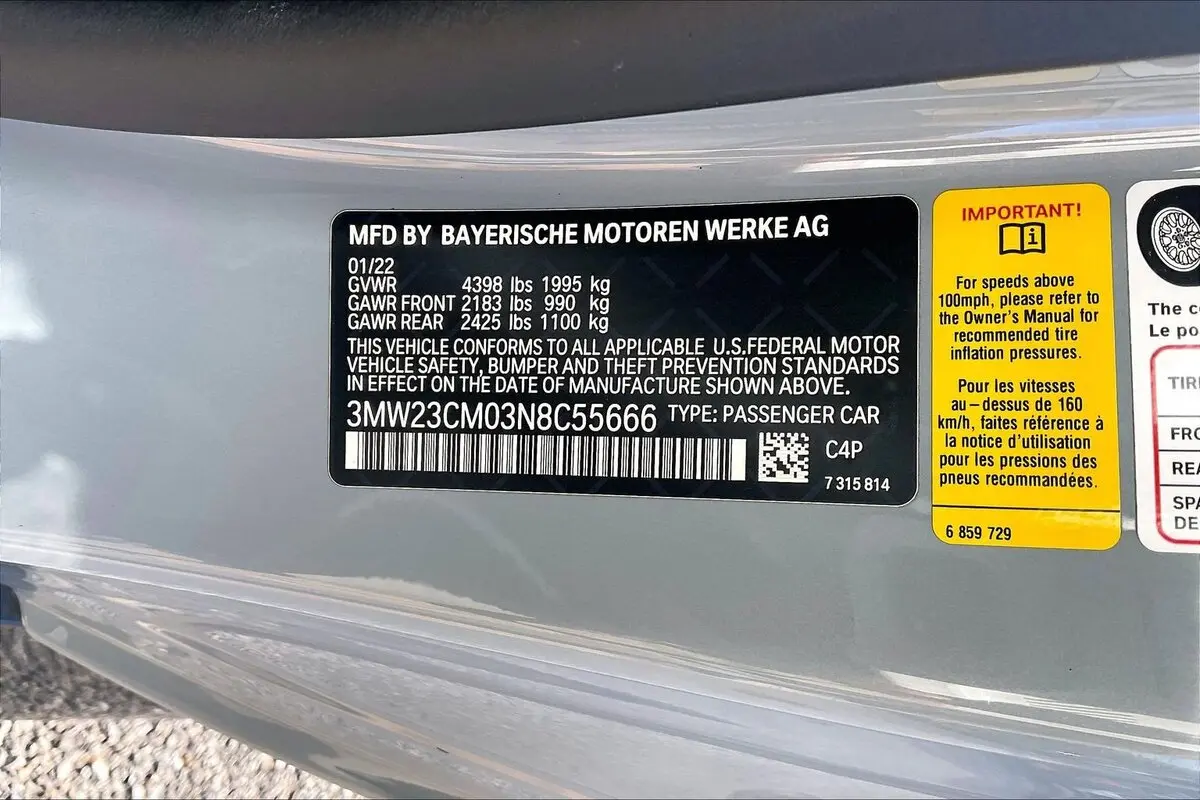 MFD BY BAYERISCHE MOTOREN WERKE AG
01/22
GVWR 4398 lbs 1995 kg
GAWR FRONT 2183 lbs 990 kg
GAWR REAR 2425 lbs 1100 kg
THIS VEHICLE CONFORMS TO ALL APPLICABLE U.S.FEDERAL MOTOR
VEHICLE SAFETY, BUMPER AND THEFT PREVENTION STANDARDS
IN EFFECT ON THE DATE OF MANUFACTURE SHOWN ABOVE.
3MW23CM03N8C55666 TYPE: PASSENGER CAR
C4P
7 315 814
IMPORTANT!
i
For speeds above
100mph, please refer to
the Owner's Manual for
recommended tire
inflation pressures.
Pour les vitesses
au-dessus de 160
km/h, faites référence à
la notice d'utilisation
pour les pressions des
pneus recommandées.
6 859 729
The
Le